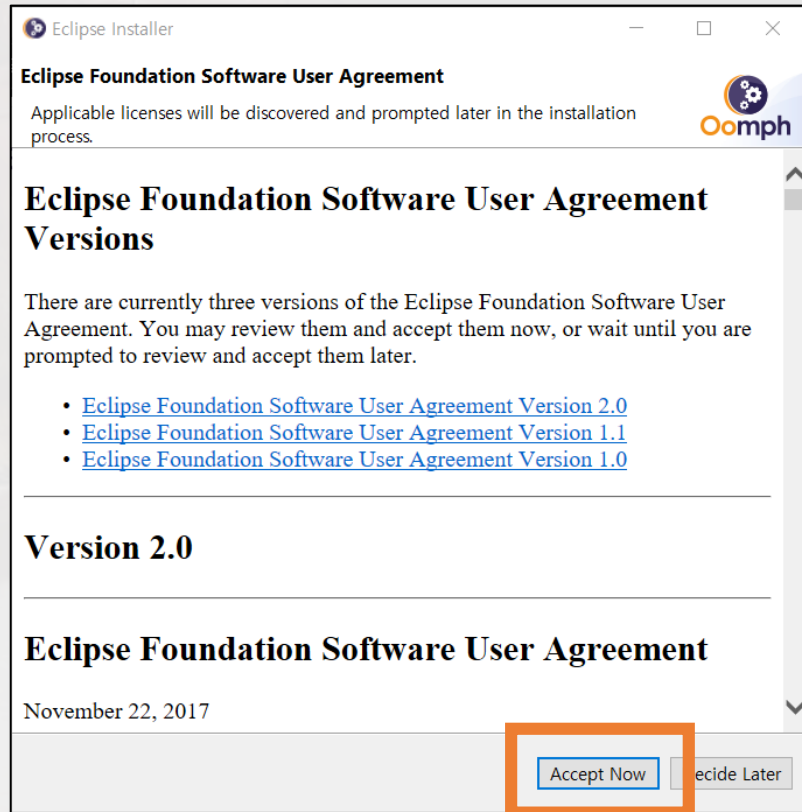 Eclipse Installer
Eclipse Foundation Software User Agreement
Applicable licenses will be discovered and prompted later in the installation
process.
Oomph
Eclipse Foundation Software User Agreement
Versions
There are currently three versions of the Eclipse Foundation Software User
Agreement. You may review them and accept them now, or wait until you are
prompted to review and accept them later.
• Eclipse Foundation Software User Agreement Version 2.0
• Eclipse Foundation Software User Agreement Version 1.1
• Eclipse Foundation Software User Agreement Version 1.0
Version 2.0
Eclipse Foundation Software User Agreement
November 22, 2017
Accept Now ecide Later